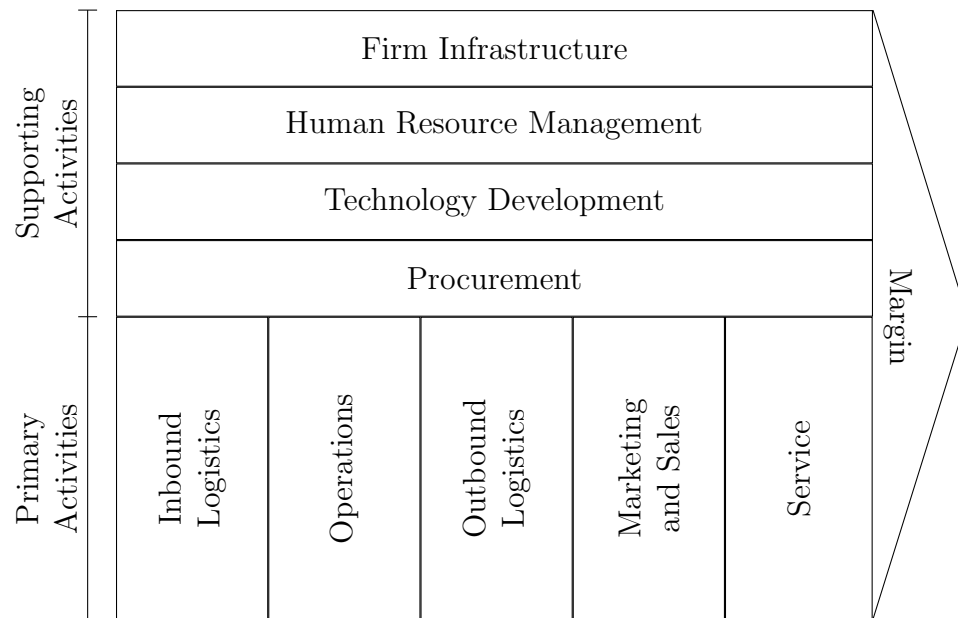 Supporting
Activities
Firm Infrastructure
Human Resource Management
Technology Development
Procurement
Margin
Primary
Activities
Inbound
Logistics
Operations
Outbound
Logistics
Marketing
and Sales
Service